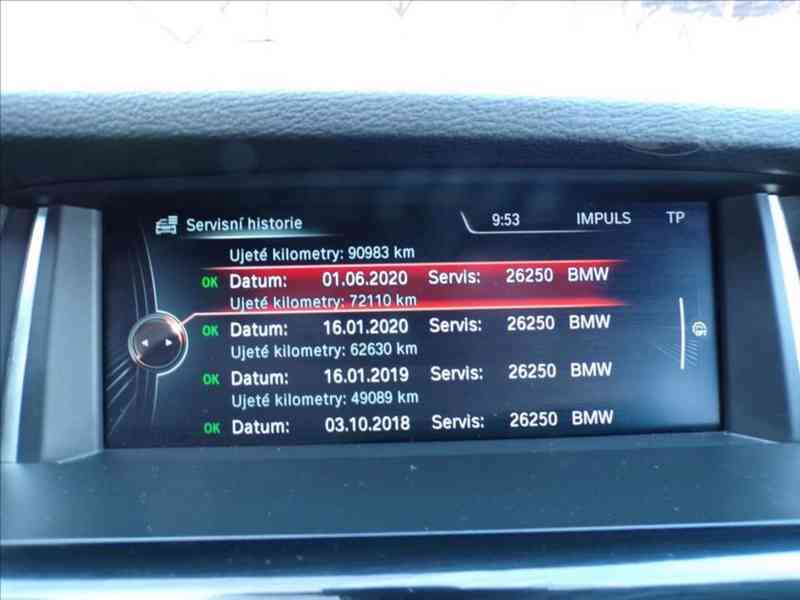 Servisní historie 9:53 IMPULS TP
Ujeté kilometry: 90983 km
OK Datum: 01.06.2020 Servis: 26250 BMW
Ujeté kilometry: 72110 km
OK Datum: 16.01.2020 Servis: 26250 BMW
Ujeté kilometry: 62630 km
OK Datum: 16.01.2019 Servis: 26250 BMW
Ujeté kilometry: 49089 km
OK Datum: 03.10.2018 Servis: 26250 BMW